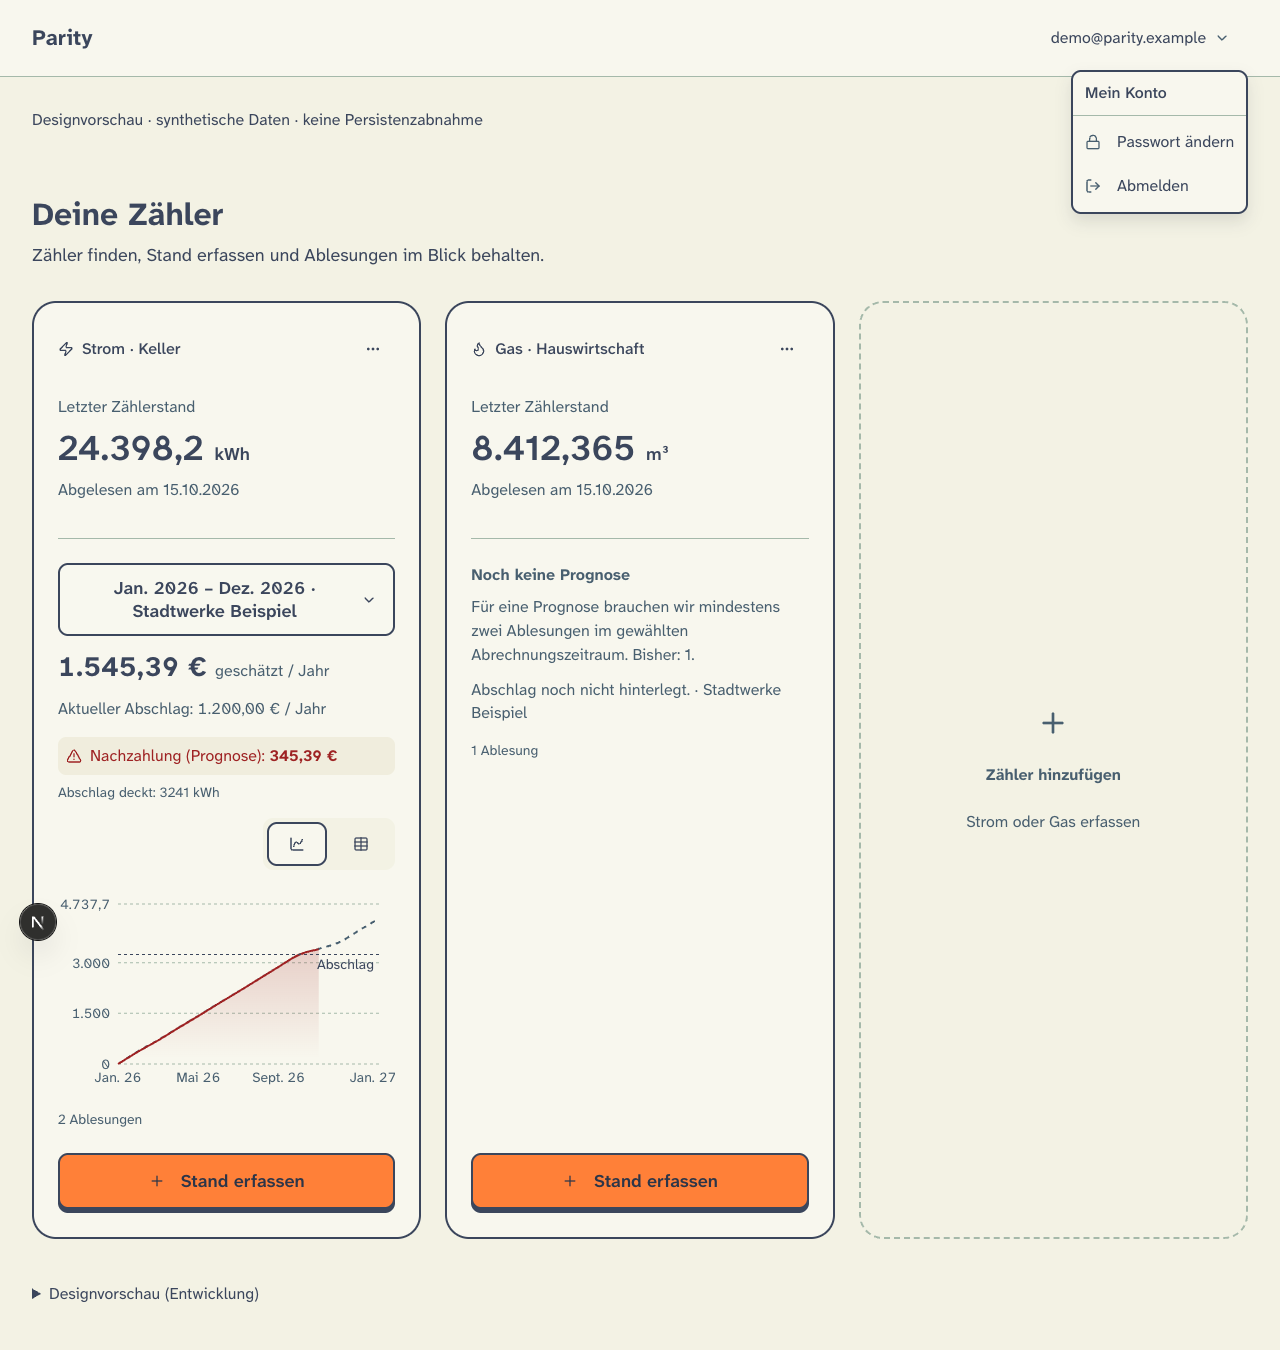 Parity
demo@parity.example
Mein Konto
Passwort ändern
Abmelden
Designvorschau · synthetische Daten · keine Persistenzabnahme
Deine Zähler
Zähler finden, Stand erfassen und Ablesungen im Blick behalten.
Strom · Keller
Letzter Zählerstand
24.398,2 kWh
Abgelesen am 15.10.2026
Jan. 2026 – Dez. 2026 ·
Stadtwerke Beispiel
1.545,39 € geschätzt / Jahr
Aktueller Abschlag: 1.200,00 € / Jahr
Nachzahlung (Prognose): 345,39 €
Abschlag deckt: 3241 kWh
4.737,7
3.000
1.500
0
Abschlag
Jan. 26
Mai 26
Sept. 26
Jan. 27
2 Ablesungen
Stand erfassen
Gas · Hauswirtschaft
Letzter Zählerstand
8.412,365 m³
Abgelesen am 15.10.2026
Noch keine Prognose
Für eine Prognose brauchen wir mindestens
zwei Ablesungen im gewählten
Abrechnungszeitraum. Bisher: 1.
Abschlag noch nicht hinterlegt. · Stadtwerke
Beispiel
1 Ablesung
Stand erfassen
Zähler hinzufügen
Strom oder Gas erfassen
N
Designvorschau (Entwicklung)